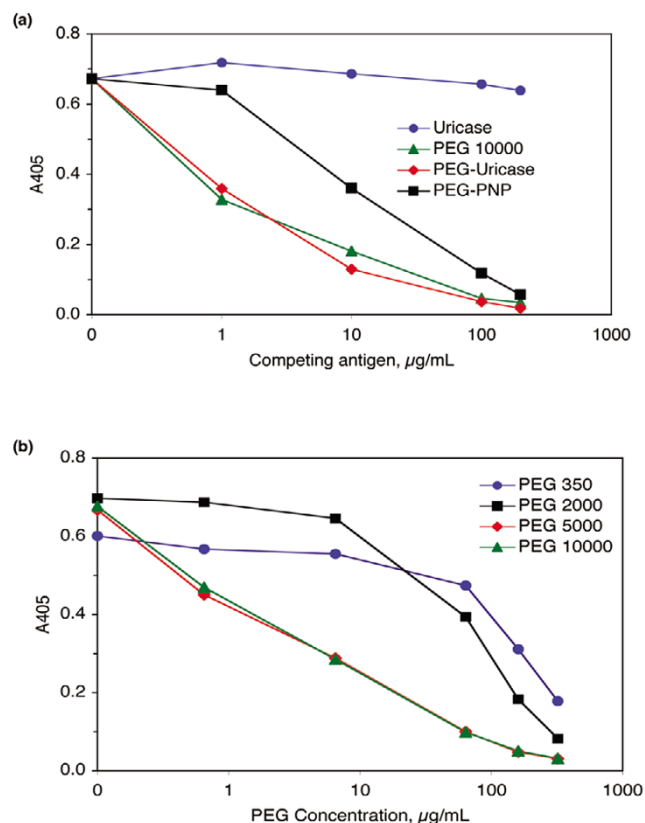 (a)
0.8
0.6
0.4
0.2
0.0
A405
Uricase
PEG 10000
PEG-Uricase
PEG-PNP
0 1 10 100 1000
Competing antigen, µg/mL
(b)
0.8
0.6
0.4
0.2
0.0
A405
PEG 350
PEG 2000
PEG 5000
PEG 10000
0 1 10 100 1000
PEG Concentration, µg/mL